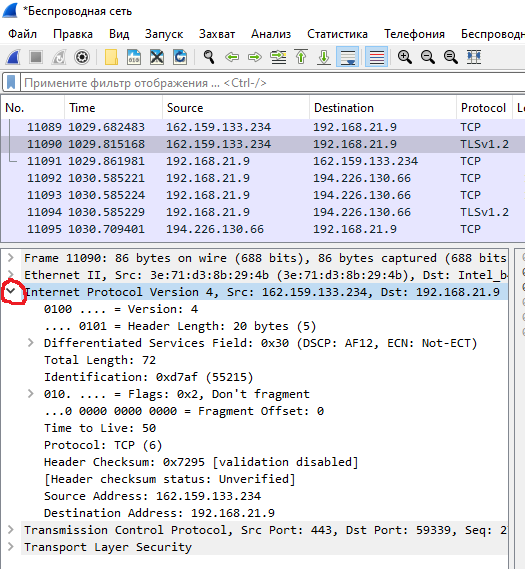 *Беспроводная сеть
Файл Правка Вид Запуск Захват Анализ Статистика Телефония Беспровод
Примените фильтр отображения ... <Ctrl-/>
No. Time Source Destination Protocol Le
11089 1029.682483 162.159.133.234 192.168.21.9 TCP
11090 1029.815168 162.159.133.234 192.168.21.9 TLSv1.2
11091 1029.861981 192.168.21.9 162.159.133.234 TCP
11092 1030.585221 192.168.21.9 194.226.130.66 TCP
11093 1030.585224 192.168.21.9 194.226.130.66 TCP
11094 1030.585229 192.168.21.9 194.226.130.66 TLSv1.2
11095 1030.709401 194.226.130.66 192.168.21.9 TCP
Frame 11090: 86 bytes on wire (688 bits), 86 bytes captured (688 bits
Ethernet II, Src: 3e:71:d3:8b:29:4b (3e:71:d3:8b:29:4b), Dst: Intel_b
Internet Protocol Version 4, Src: 162.159.133.234, Dst: 192.168.21.9
0100 .... = Version: 4
.... 0101 = Header Length: 20 bytes (5)
Differentiated Services Field: 0x30 (DSCP: AF12, ECN: Not-ECT)
Total Length: 72
Identification: 0xd7af (55215)
010. .... = Flags: 0x2, Don't fragment
...0 0000 0000 0000 = Fragment Offset: 0
Time to Live: 50
Protocol: TCP (6)
Header Checksum: 0x7295 [validation disabled]
[Header checksum status: Unverified]
Source Address: 162.159.133.234
Destination Address: 192.168.21.9
Transmission Control Protocol, Src Port: 443, Dst Port: 59339, Seq: 2
Transport Layer Security